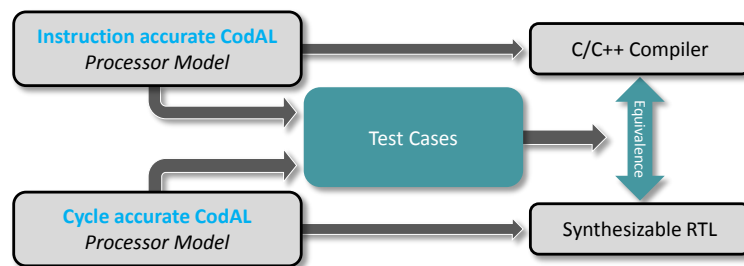 Instruction accurate CodAL
Processor Model
C/C++ Compiler
Test Cases
Equivalence
Cycle accurate CodAL
Processor Model
Synthesizable RTL